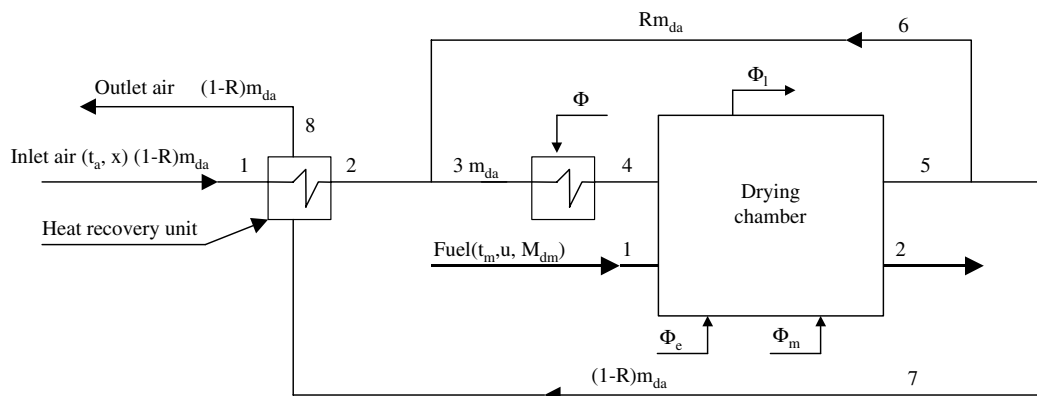 Rm_da
6
Outlet air (1-R)m_da
Φ_l
Φ
8
Inlet air (t_a, x) (1-R)m_da
1
2
3 m_da
4
5
Drying
chamber
Heat recovery unit
Fuel(t_m,u, M_dm)
1
2
Φ_e
Φ_m
(1-R)m_da
7